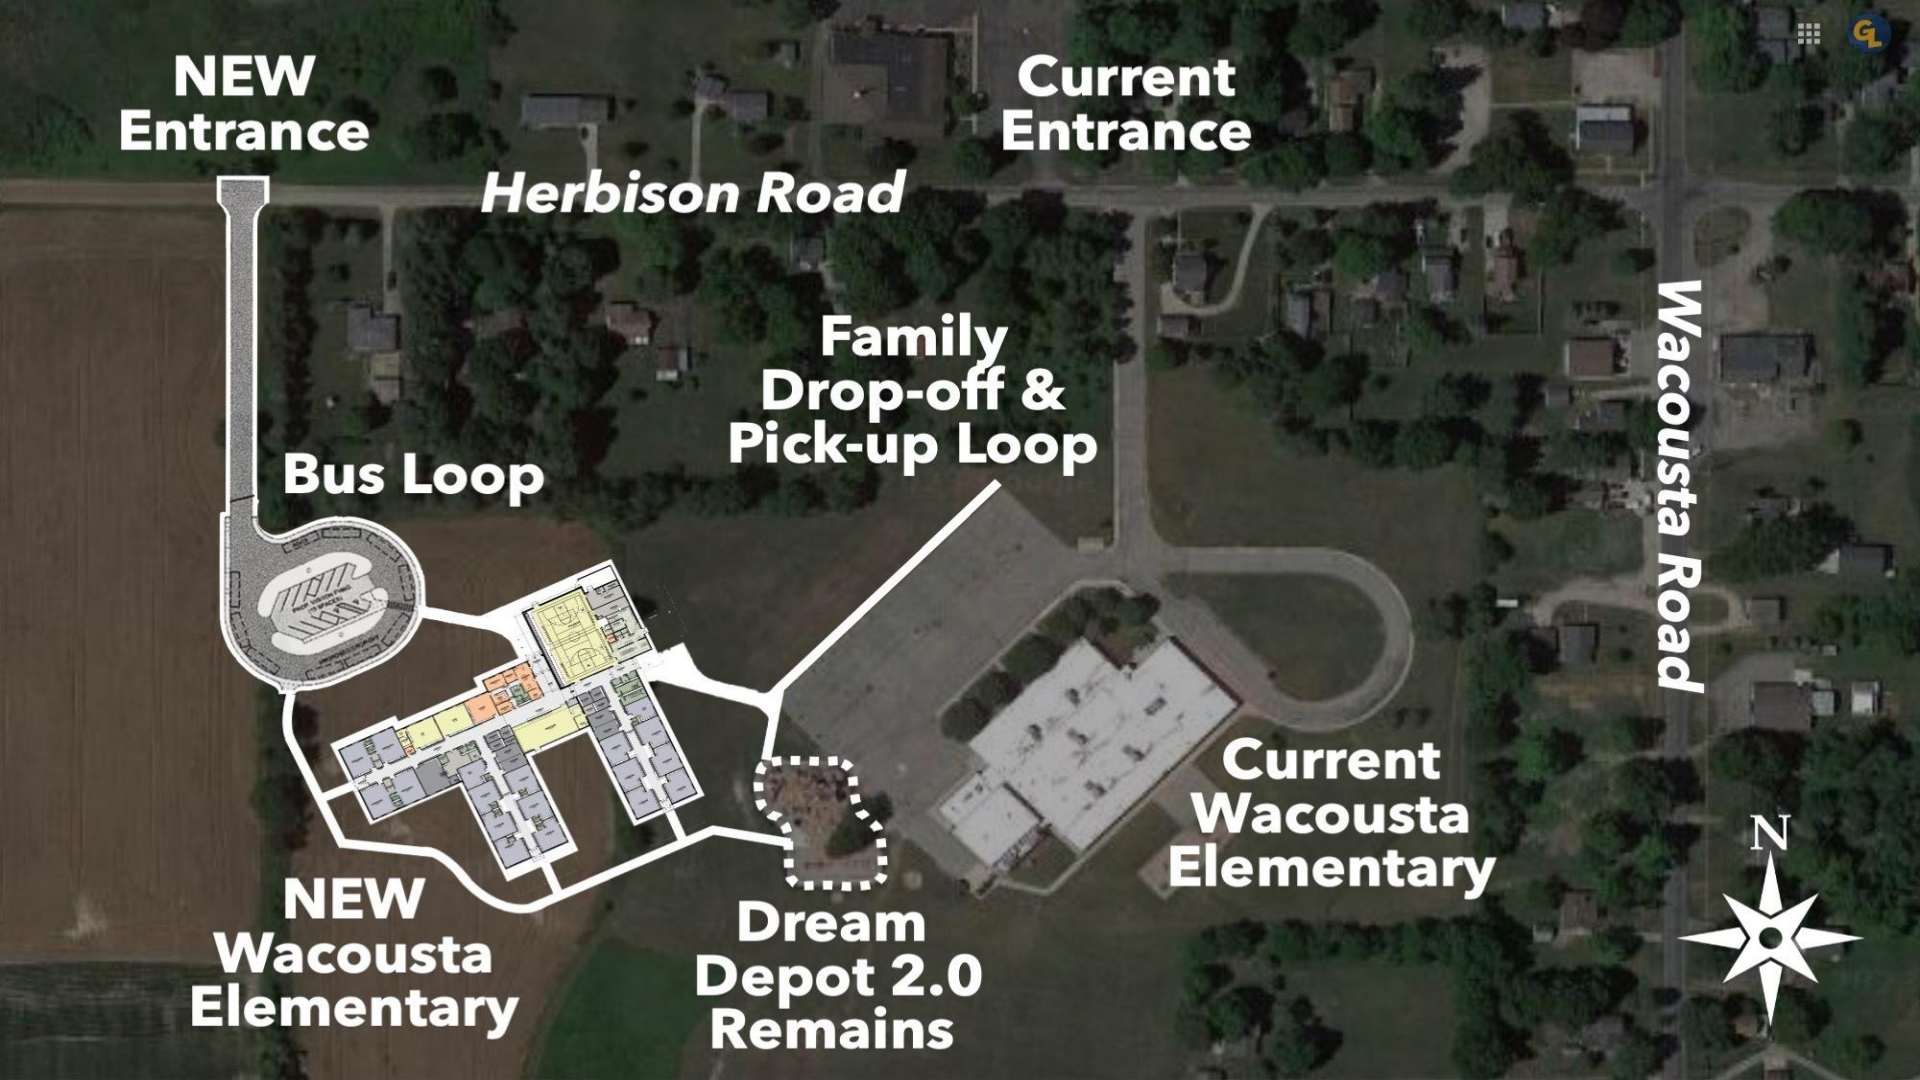 NEW
Entrance
Current
Entrance
GL
Herbison Road
Family
Drop-off &
Pick-up Loop
Wacousta Road
Bus Loop
Current
Wacousta
Elementary
N
NEW
Wacousta
Elementary
Dream
Depot 2.0
Remains